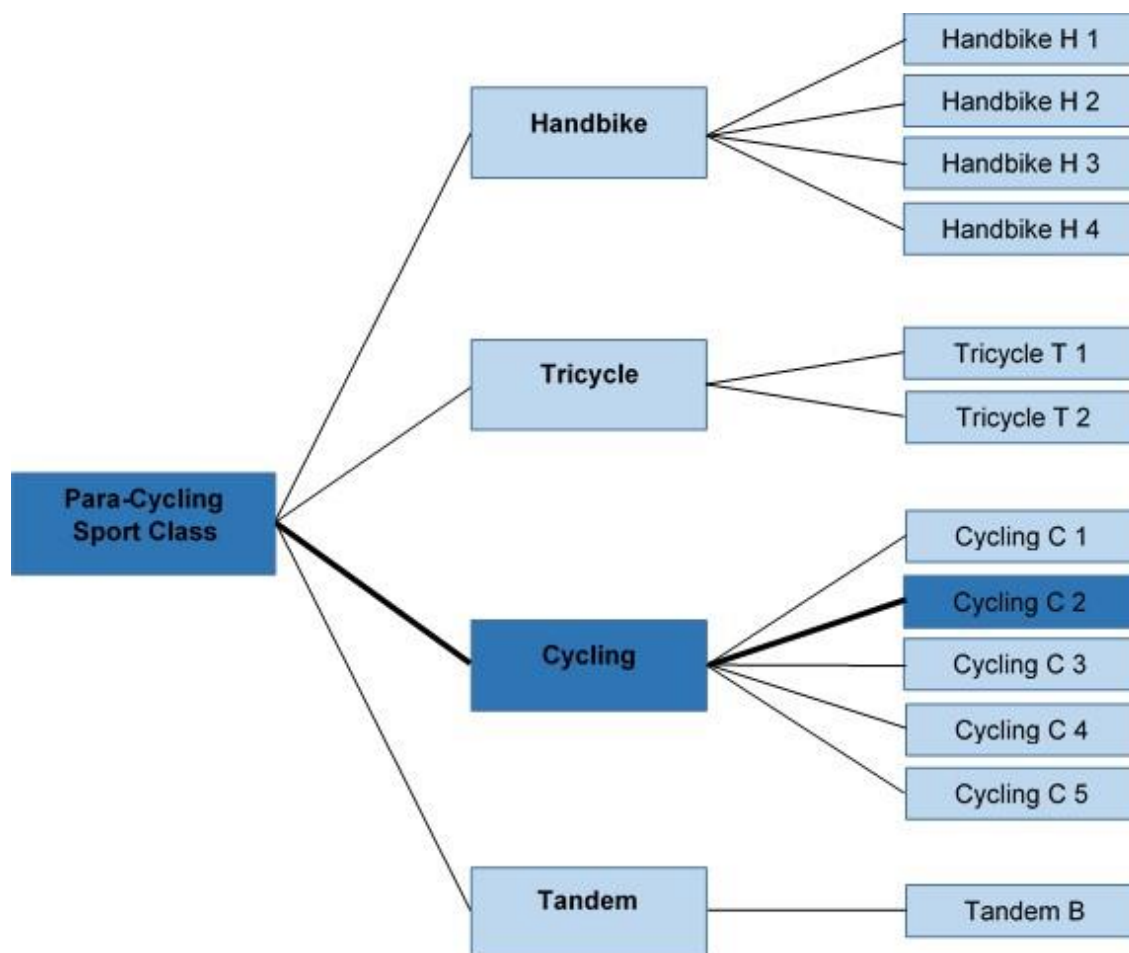 Para-Cycling
Sport Class
Handbike
Handbike H 1
Handbike H 2
Handbike H 3
Handbike H 4
Tricycle
Tricycle T 1
Tricycle T 2
Cycling
Cycling C 1
Cycling C 2
Cycling C 3
Cycling C 4
Cycling C 5
Tandem
Tandem B